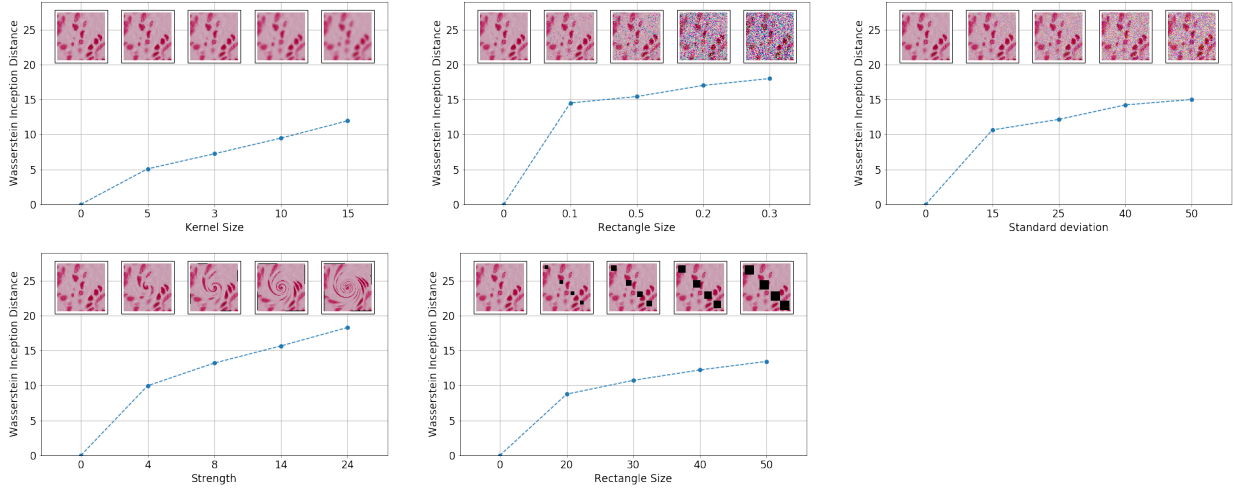 Wasserstein Inception Distance
25
20
15
10
5
0
0 5 3 10 15
Kernel Size
Wasserstein Inception Distance
25
20
15
10
5
0
0 0.1 0.5 0.2 0.3
Rectangle Size
Wasserstein Inception Distance
25
20
15
10
5
0
0 15 25 40 50
Standard deviation
Wasserstein Inception Distance
25
20
15
10
5
0
0 4 8 14 24
Strength
Wasserstein Inception Distance
25
20
15
10
5
0
0 20 30 40 50
Rectangle Size